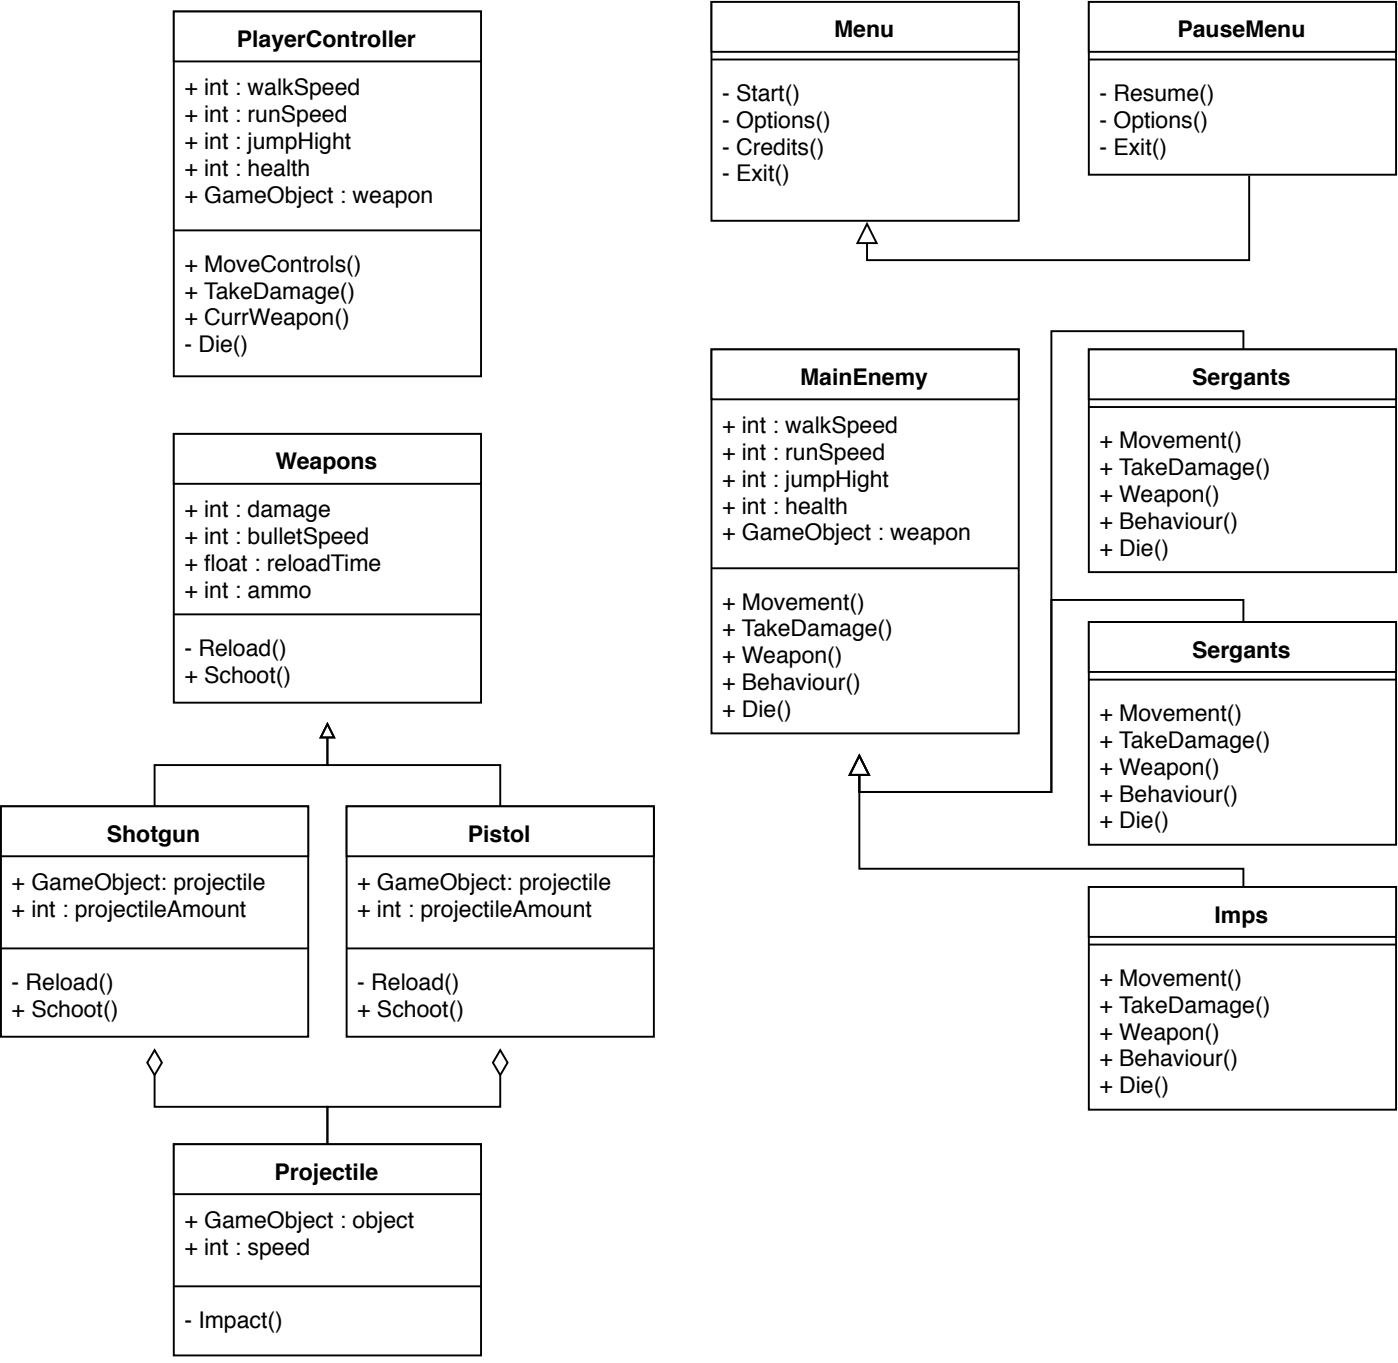 PlayerController
+ int : walkSpeed
+ int : runSpeed
+ int : jumpHight
+ int : health
+ GameObject : weapon
+ MoveControls()
+ TakeDamage()
+ CurrWeapon()
- Die()
Weapons
+ int : damage
+ int : bulletSpeed
+ float : reloadTime
+ int : ammo
- Reload()
+ Schoot()
Shotgun
+ GameObject: projectile
+ int : projectileAmount
- Reload()
+ Schoot()
Pistol
+ GameObject: projectile
+ int : projectileAmount
- Reload()
+ Schoot()
Projectile
+ GameObject : object
+ int : speed
- Impact()
Menu
- Start()
- Options()
- Credits()
- Exit()
PauseMenu
- Resume()
- Options()
- Exit()
MainEnemy
+ int : walkSpeed
+ int : runSpeed
+ int : jumpHight
+ int : health
+ GameObject : weapon
+ Movement()
+ TakeDamage()
+ Weapon()
+ Behaviour()
+ Die()
Sergants
+ Movement()
+ TakeDamage()
+ Weapon()
+ Behaviour()
+ Die()
Sergants
+ Movement()
+ TakeDamage()
+ Weapon()
+ Behaviour()
+ Die()
Imps
+ Movement()
+ TakeDamage()
+ Weapon()
+ Behaviour()
+ Die()